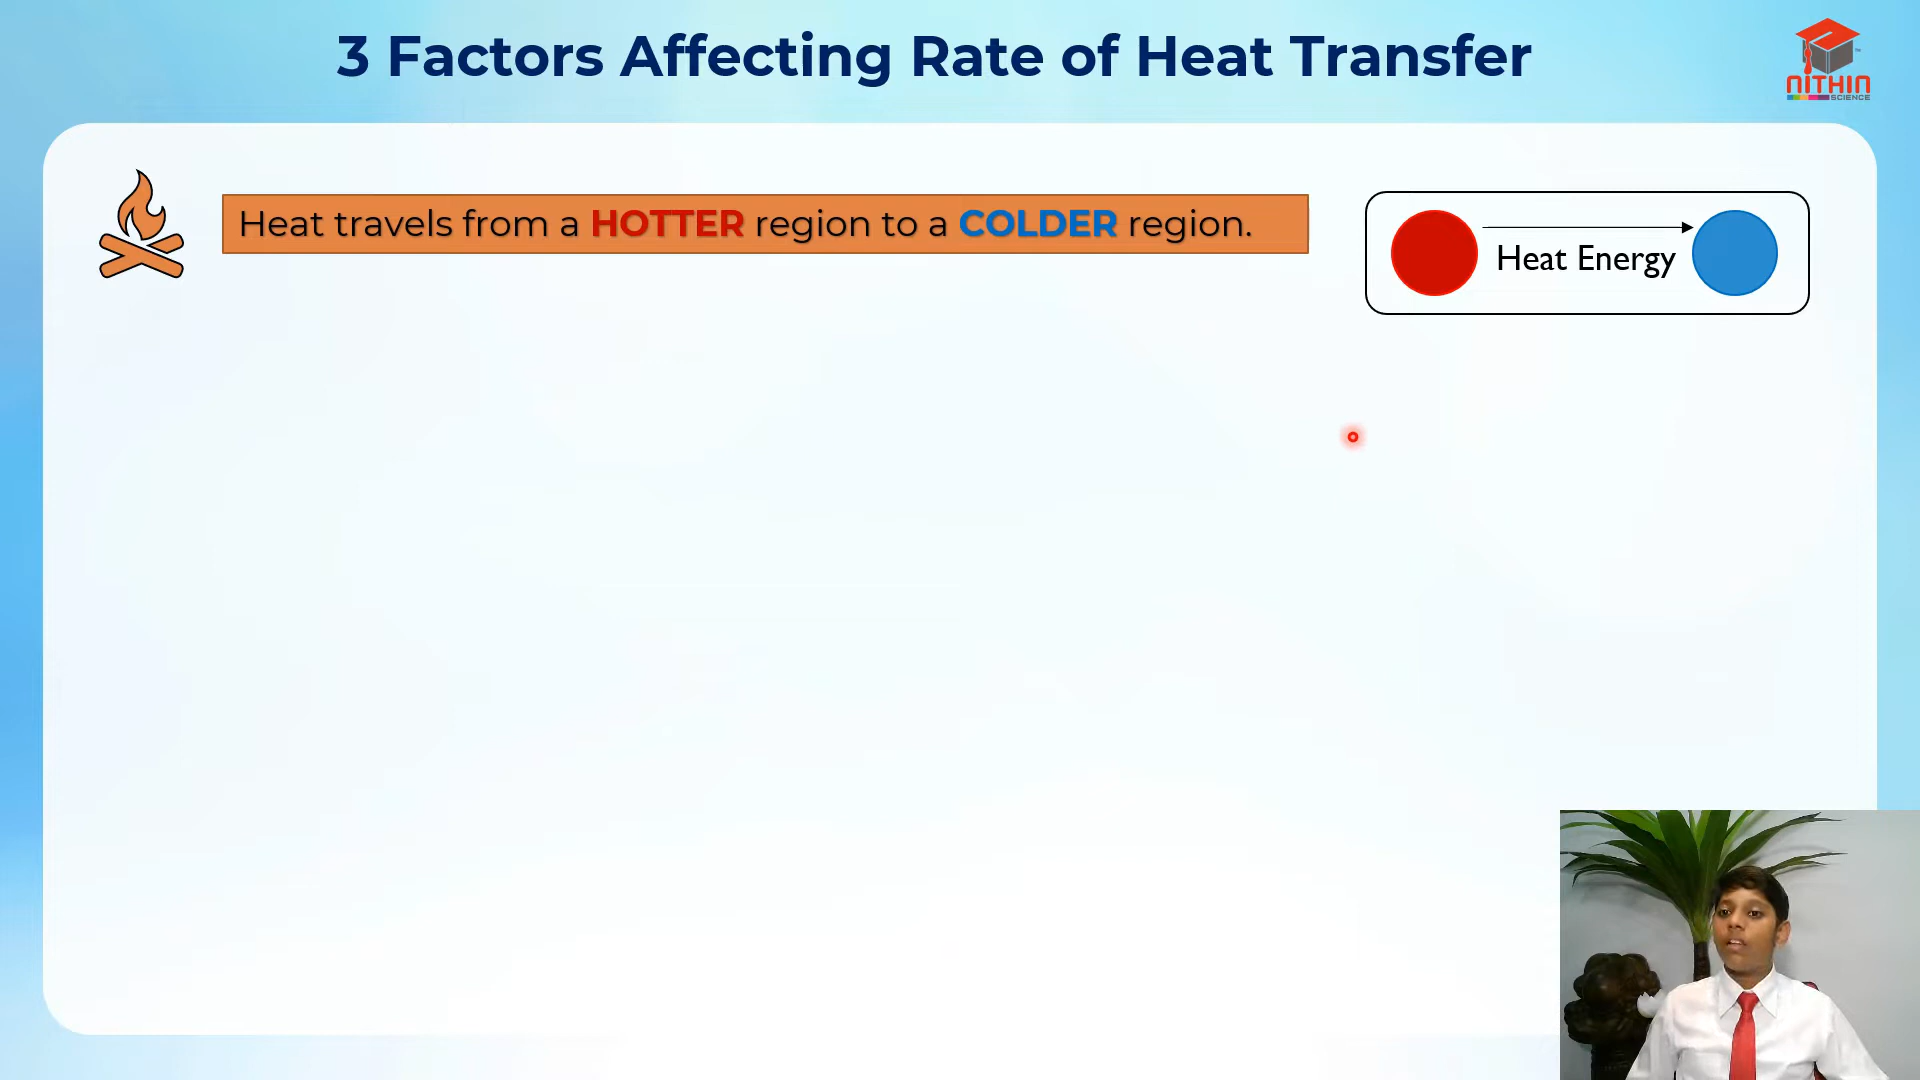 3 Factors Affecting Rate of Heat Transfer
NITHIN
SCIENCE
Heat travels from a HOTTER region to a COLDER region.
Heat Energy